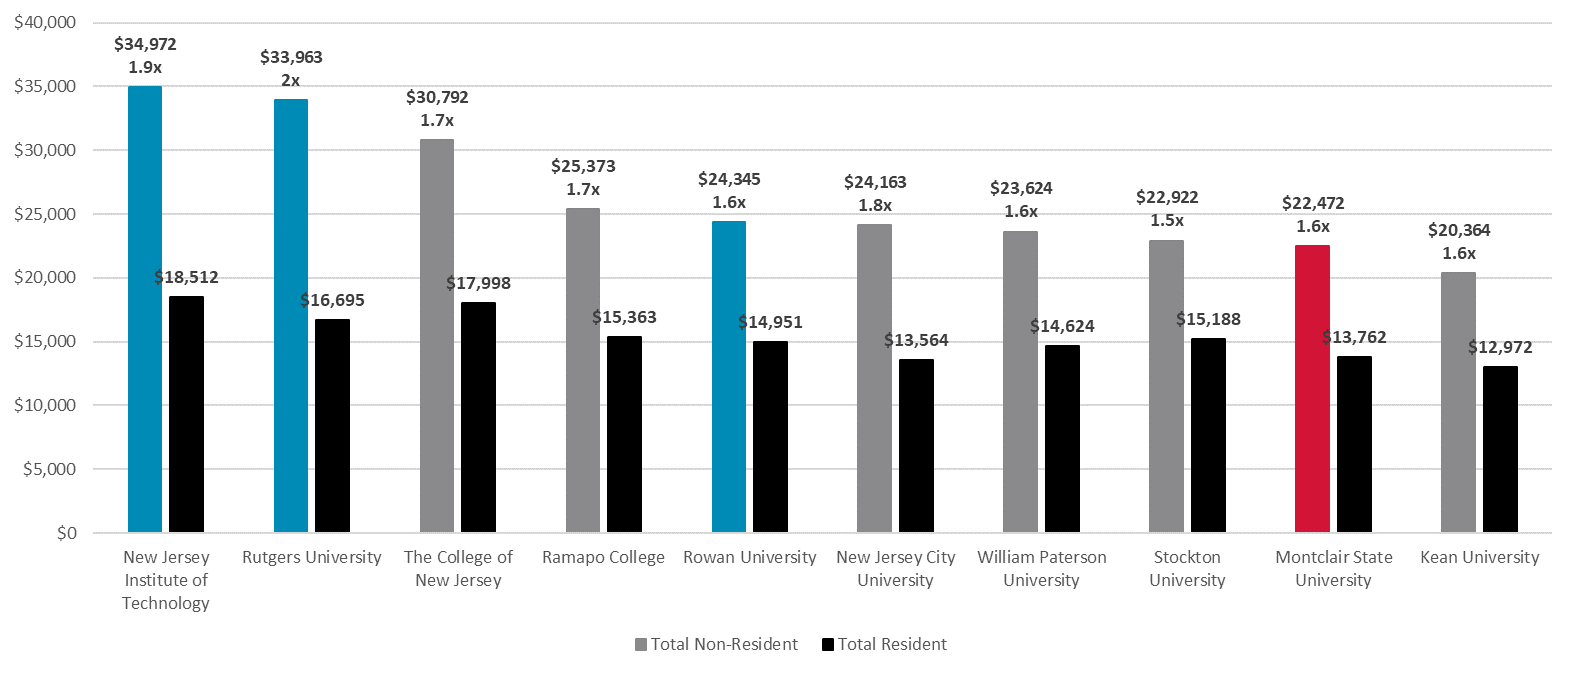 $40,000
$35,000
$30,000
$25,000
$20,000
$15,000
$10,000
$5,000
$0
$34,972
1.9x
$18,512
$33,963
2x
$16,695
$30,792
1.7x
$17,998
$25,373
1.7x
$15,363
$24,345
1.6x
$14,951
$24,163
1.8x
$13,564
$23,624
1.6x
$14,624
$22,922
1.5x
$15,188
$22,472
1.6x
$13,762
$20,364
1.6x
$12,972
New Jersey
Institute of
Technology
Rutgers University
The College of
New Jersey
Ramapo College
Rowan University
New Jersey City
University
William Paterson
University
Stockton
University
Montclair State
University
Kean University
Total Non-Resident
Total Resident